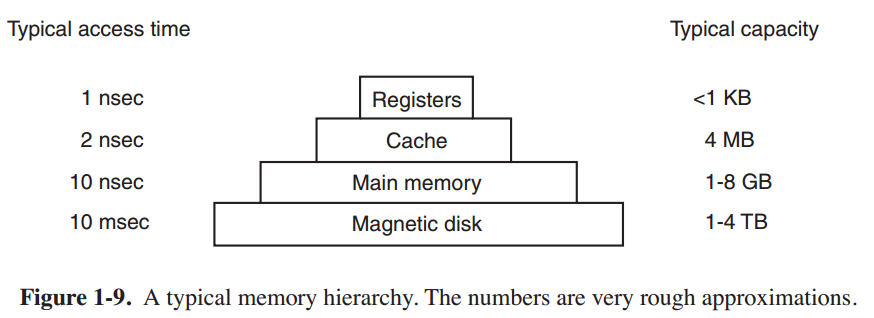 Typical access time Typical capacity
1 nsec Registers <1 KB
2 nsec Cache 4 MB
10 nsec Main memory 1-8 GB
10 msec Magnetic disk 1-4 TB
Figure 1-9. A typical memory hierarchy. The numbers are very rough approximations.